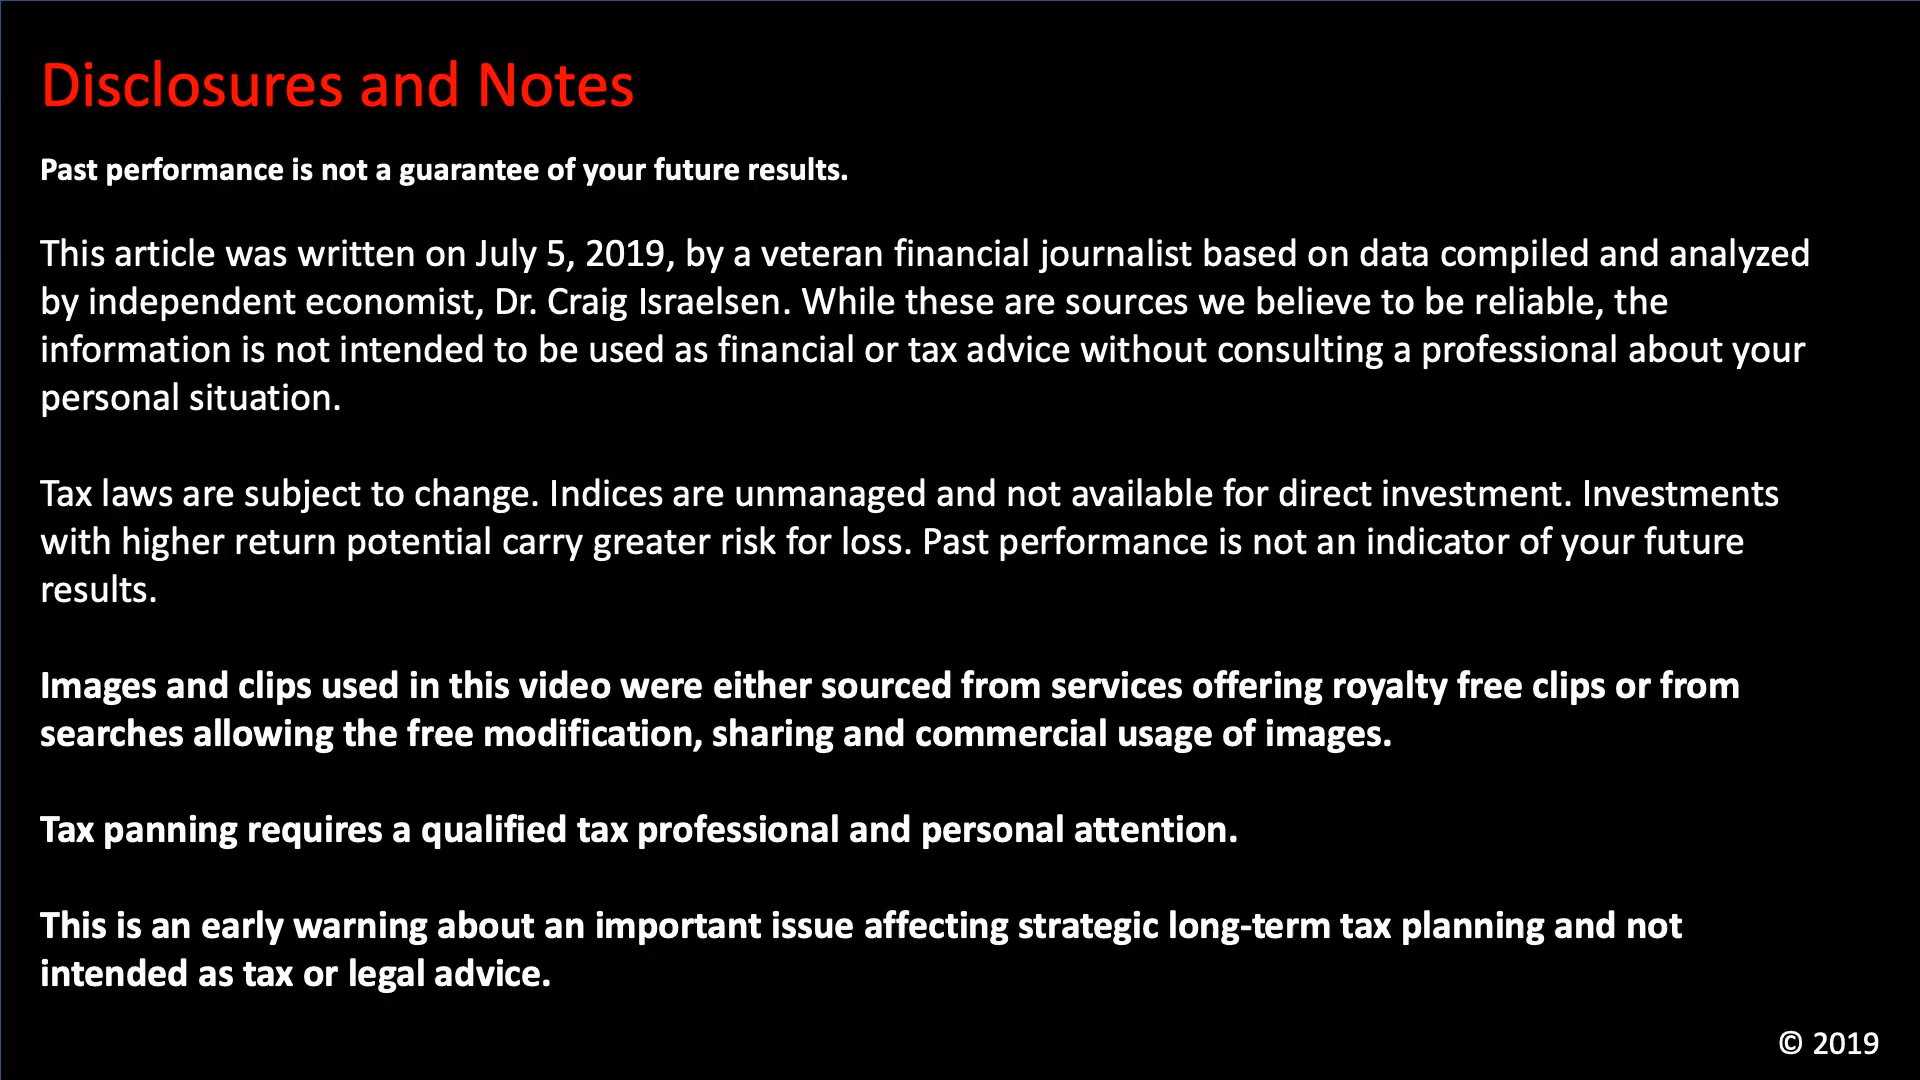 Disclosures and Notes
Past performance is not a guarantee of your future results.
This article was written on July 5, 2019, by a veteran financial journalist based on data compiled and analyzed
by independent economist, Dr. Craig Israelsen. While these are sources we believe to be reliable, the
information is not intended to be used as financial or tax advice without consulting a professional about your
personal situation.
Tax laws are subject to change. Indices are unmanaged and not available for direct investment. Investments
with higher return potential carry greater risk for loss. Past performance is not an indicator of your future
results.
Images and clips used in this video were either sourced from services offering royalty free clips or from
searches allowing the free modification, sharing and commercial usage of images.
Tax panning requires a qualified tax professional and personal attention.
This is an early warning about an important issue affecting strategic long-term tax planning and not
intended as tax or legal advice.
© 2019